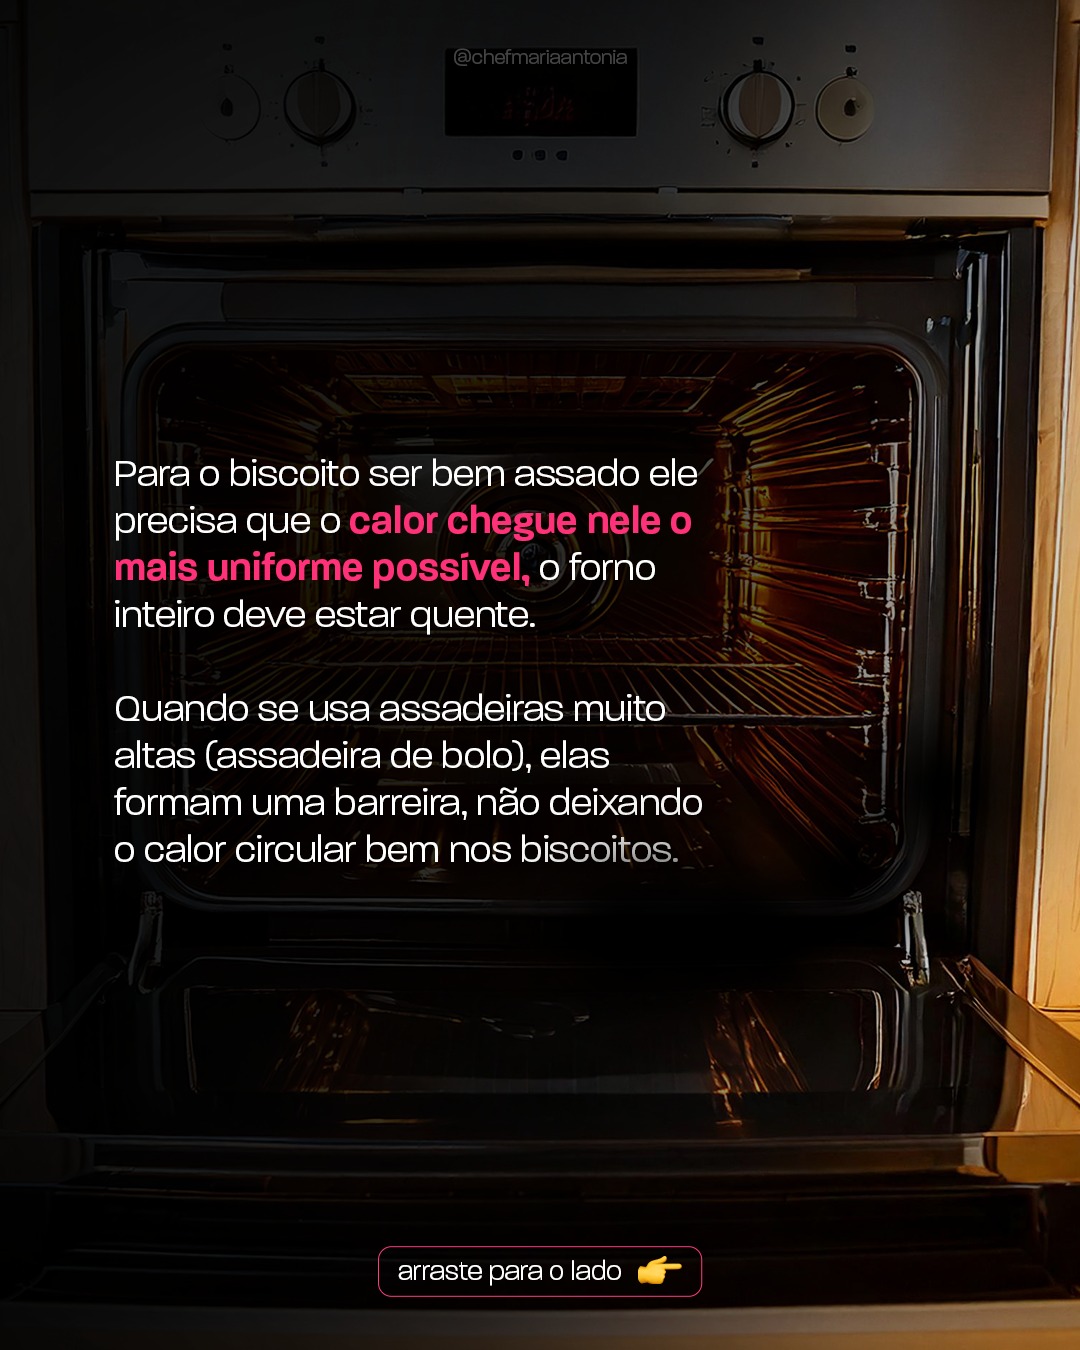 @chefmariaantonia
Para o biscoito ser bem assado ele
precisa que o calor chegue nele o
mais uniforme possível, o forno
inteiro deve estar quente.
Quando se usa assadeiras muito
altas (assadeira de bolo), elas
formam uma barreira, não deixando
o calor circular bem nos biscoitos.
arraste para o lado 👉